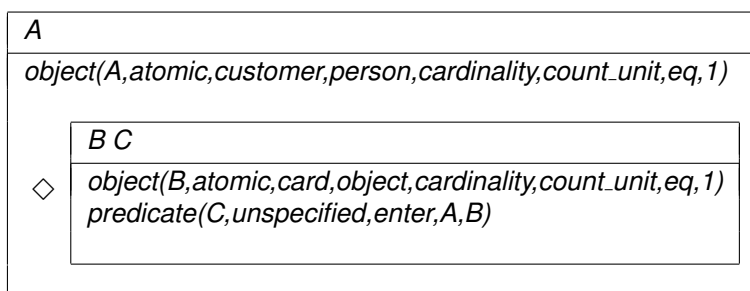 A
object(A,atomic,customer,person,cardinality,count_unit,eq,1)
B C
◇ object(B,atomic,card,object,cardinality,count_unit,eq,1)
predicate(C,unspecified,enter,A,B)